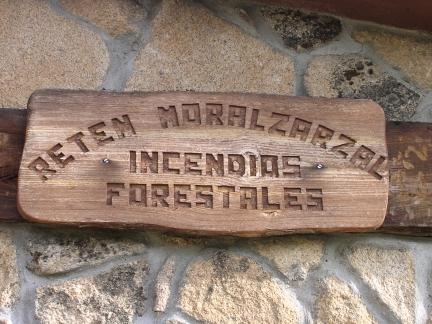 RETEN MORALZARZAL
INCENDIOS
FORESTALES